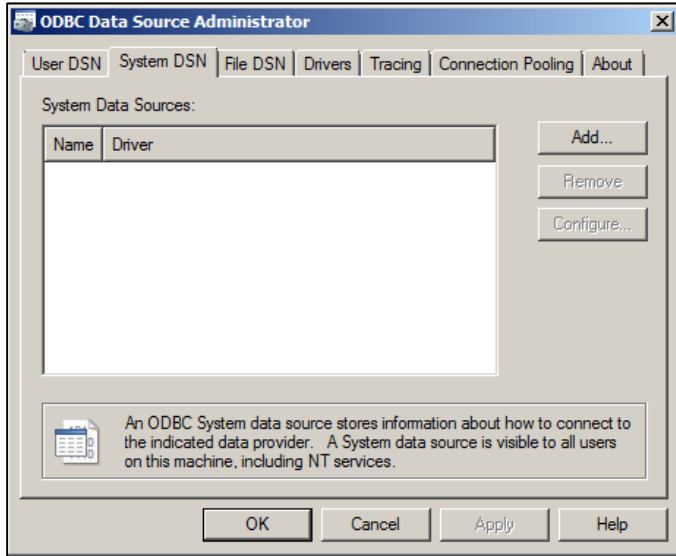 ODBC Data Source Administrator
User DSN System DSN File DSN Drivers Tracing Connection Pooling About
System Data Sources:
Name Driver
Add...
Remove
Configure...
An ODBC System data source stores information about how to connect to
the indicated data provider. A System data source is visible to all users
on this machine, including NT services.
OK Cancel Apply Help